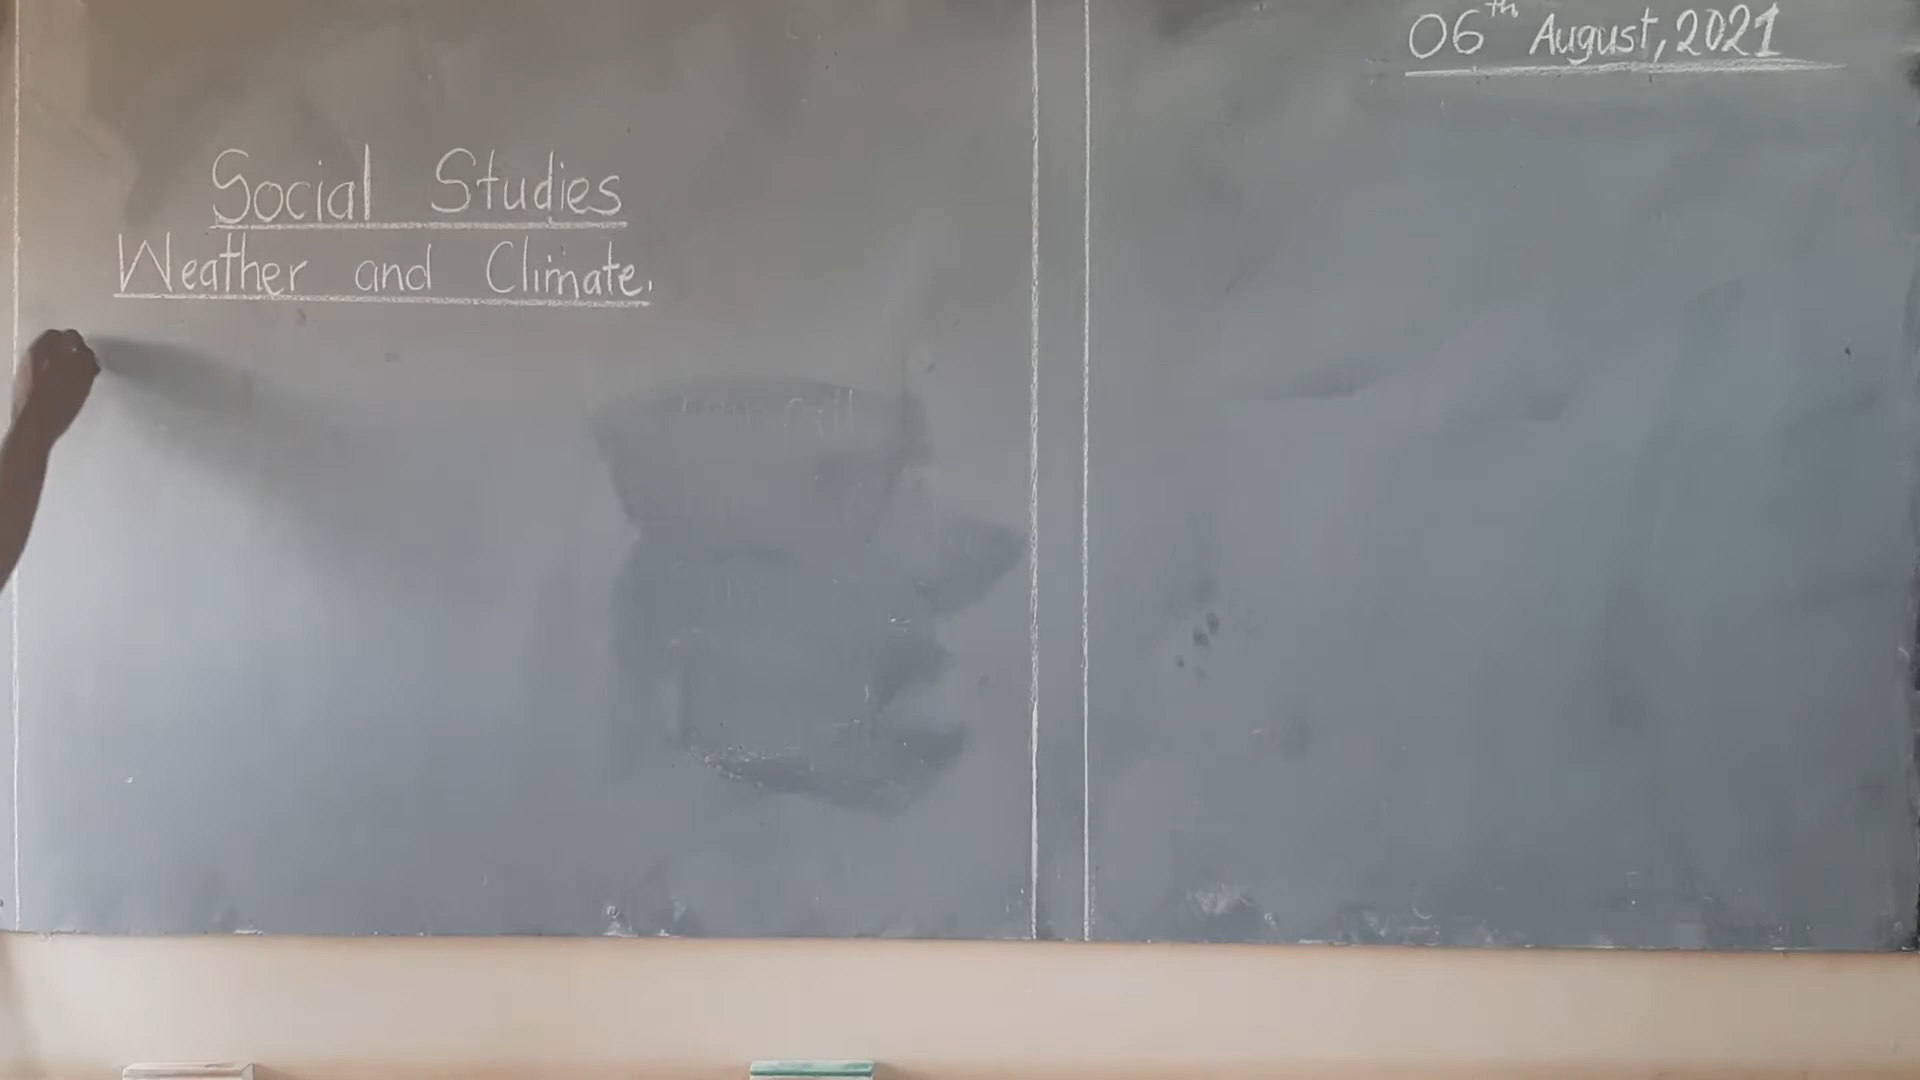 06th August, 2021
Social Studies
Weather and Climate.